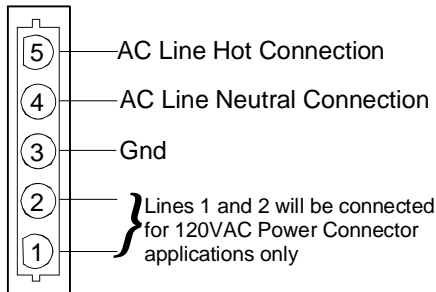 5 AC Line Hot Connection
4 AC Line Neutral Connection
3 Gnd
2
1
Lines 1 and 2 will be connected
for 120VAC Power Connector
applications only